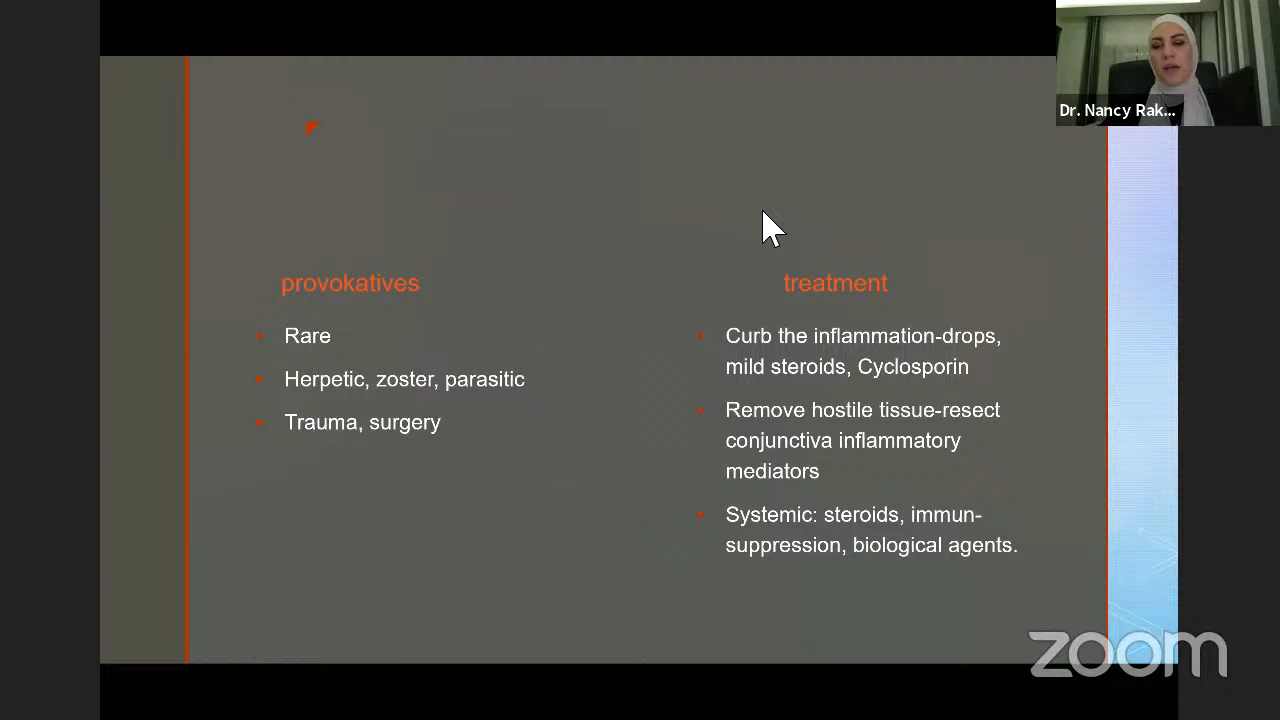 Dr. Nancy Rak...
provokatives
Rare
Herpetic, zoster, parasitic
Trauma, surgery
treatment
Curb the inflammation-drops,
mild steroids, Cyclosporin
Remove hostile tissue-resect
conjunctiva inflammatory
mediators
Systemic: steroids, immun-
suppression, biological agents.
zoom